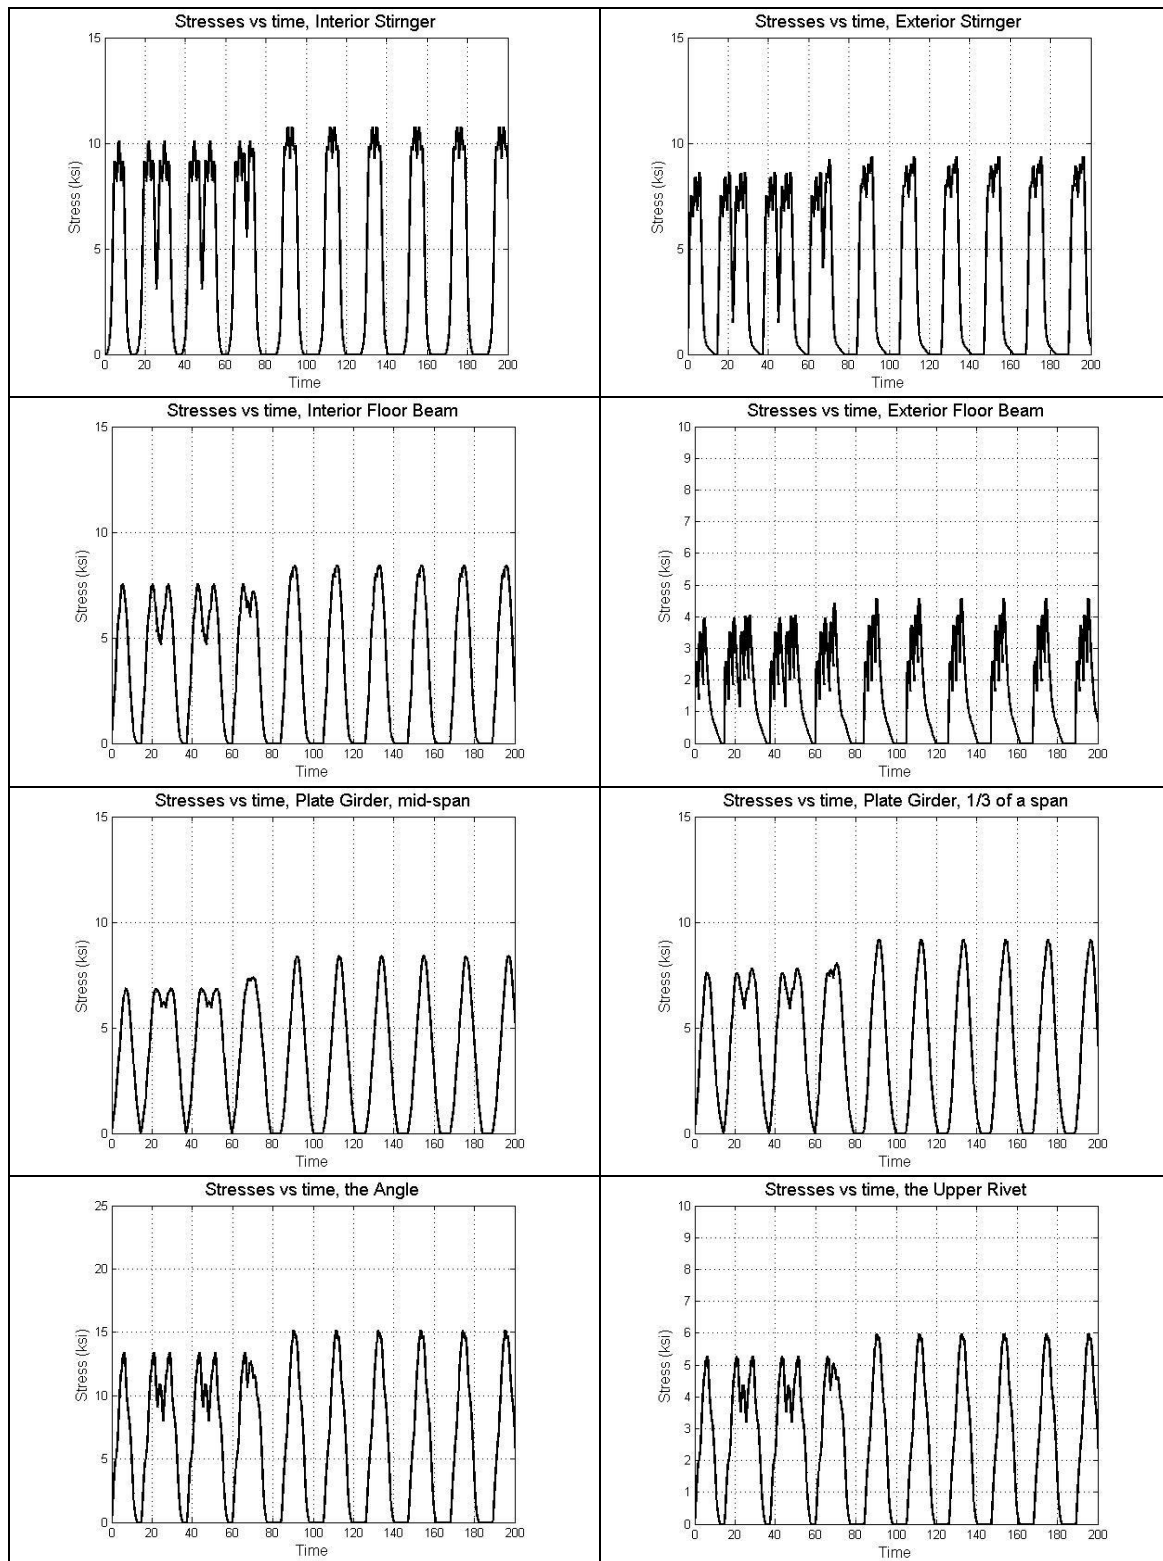 Stresses vs time, Interior Stirnger
15
10
5
0
Stress (ksi)
0 20 40 60 80 100 120 140 160 180 200
Time
Stresses vs time, Exterior Stirnger
15
10
5
0
Stress (ksi)
0 20 40 60 80 100 120 140 160 180 200
Time
Stresses vs time, Interior Floor Beam
15
10
5
0
Stress (ksi)
0 20 40 60 80 100 120 140 160 180 200
Time
Stresses vs time, Exterior Floor Beam
10
9
8
7
6
5
4
3
2
1
0
Stress (ksi)
0 20 40 60 80 100 120 140 160 180 200
Time
Stresses vs time, Plate Girder, mid-span
15
10
5
0
Stress (ksi)
0 20 40 60 80 100 120 140 160 180 200
Time
Stresses vs time, Plate Girder, 1/3 of a span
15
10
5
0
Stress (ksi)
0 20 40 60 80 100 120 140 160 180 200
Time
Stresses vs time, the Angle
25
20
15
10
5
0
Stress (ksi)
0 20 40 60 80 100 120 140 160 180 200
Time
Stresses vs time, the Upper Rivet
10
9
8
7
6
5
4
3
2
1
0
Stress (ksi)
0 20 40 60 80 100 120 140 160 180 200
Time